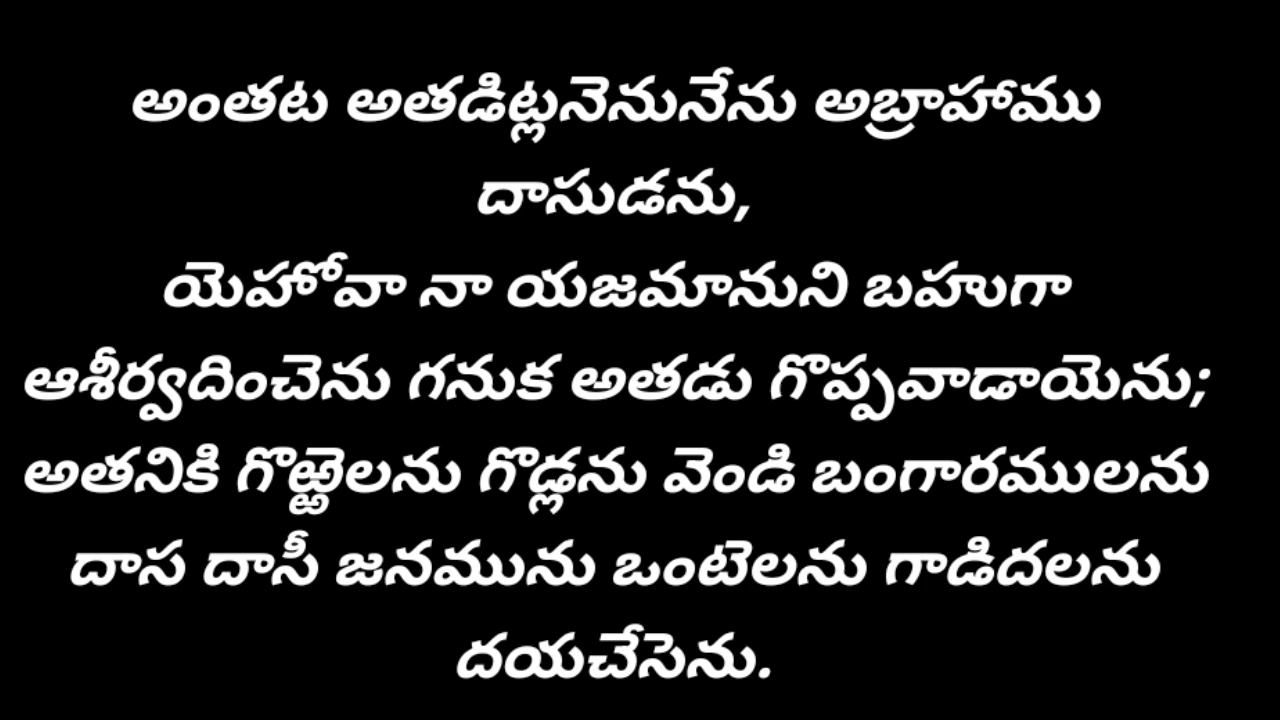 అంతట అతడిట్లనెనునేను అబ్రాహాము
దాసుడను,
యెహోవా నా యజమానుని బహుగా
ఆశీర్వదించెను గనుక అతడు గొప్పవాడాయెను;
అతనికి గొఱ్ఱెలను గొడ్లను వెండి బంగారములను
దాస దాసీ జనమును ఒంటెలను గాడిదలను
దయచేసెను.